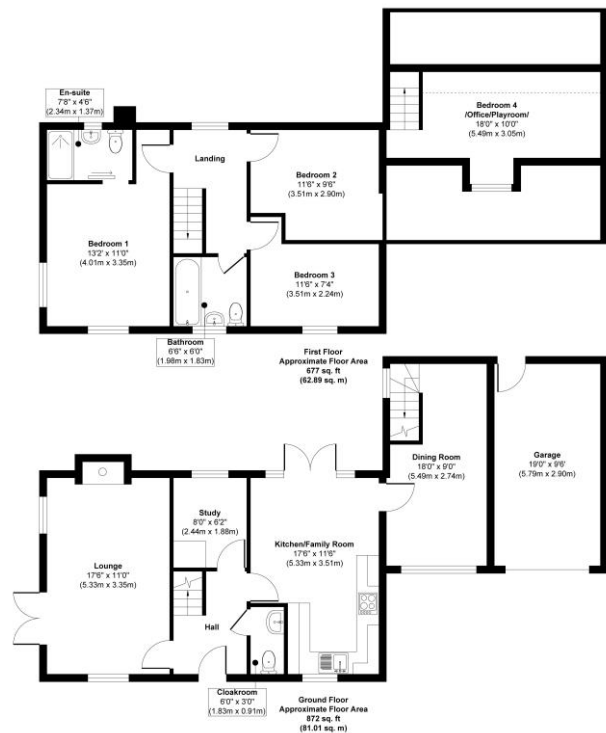 En-suite
7'8" x 4'6"
(2.34m x 1.37m)
Bedroom 4
/Office/Playroom/
18'0" x 10'0"
(5.49m x 3.05m)
Landing
Bedroom 2
11'6" x 9'6"
(3.51m x 2.90m)
Bedroom 1
13'2' x 11'0"
(4.01m x 3.35m)
Bedroom 3
11'6" x 7'4"
(3.51m x 2.24m)
Bathroom
6'6" x 6'0"
(1.98m x 1.83m)
First Floor
Approximate Floor Area
677 sq. ft
(62.89 sq. m)
Dining Room
18'0" x 9'0"
(5.49m x 2.74m)
Garage
19'0" x 9'6'
(5.79m x 2.90m)
Study
8'0" x 6'2"
(2.44m x 1.88m)
Kitchen/Family Room
17'6" x 11'6"
(5.33m x 3.51m)
Lounge
17'6" x 11'0"
(5.33m x 3.35m)
Hall
Cloakroom
6'0" x 3'0"
(1.83m x 0.91m)
Ground Floor
Approximate Floor Area
872 sq. ft
(81.01 sq. m)